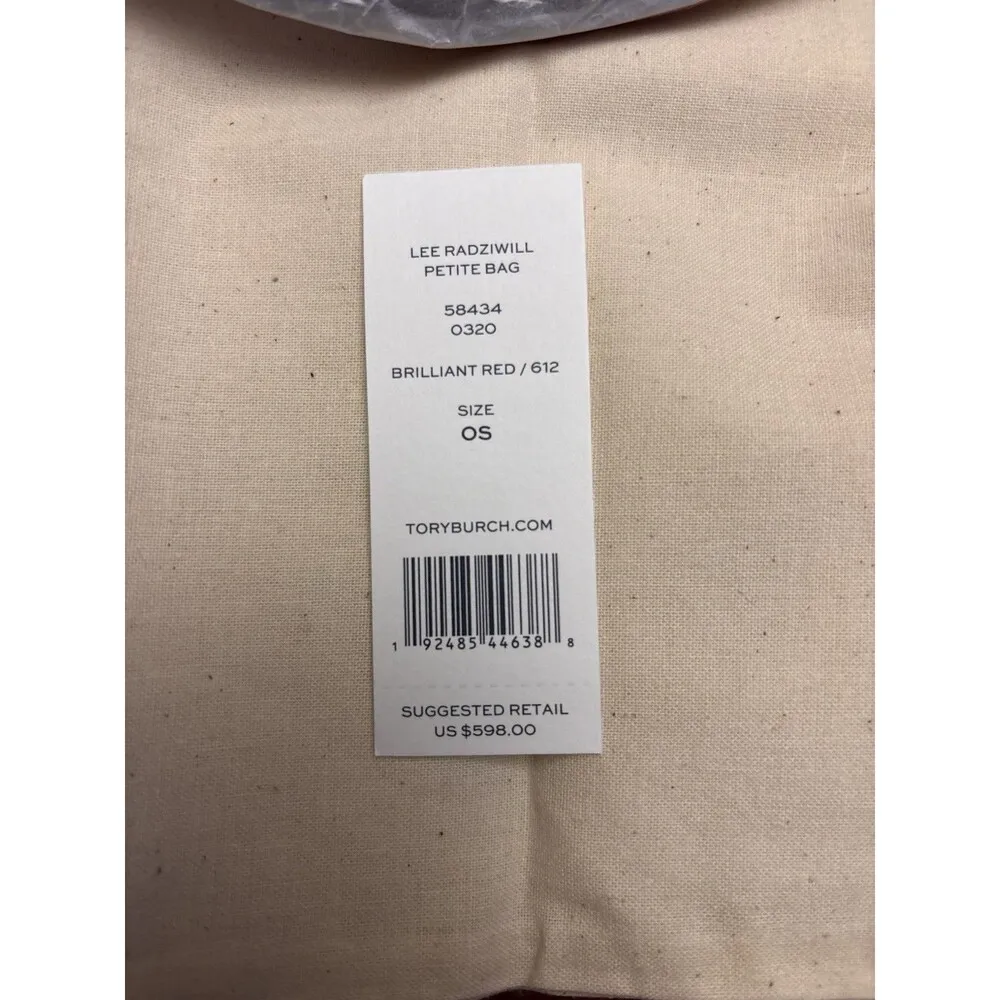 LEE RADZIWILL
PETITE BAG
58434
0320
BRILLIANT RED / 612
SIZE
OS
TORYBURCH.COM
1 92485 44638 8
SUGGESTED RETAIL
US $598.00